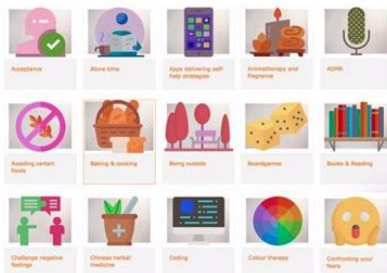 Acceptance
Alone time
Apps delivering self-
help strategies
Aromatherapy and
fragrance
ASMR
Avoiding certain
foods
Baking & cooking
Being outside
Boardgames
Books & Reading
Challenge negative
feelings
Chinese herbal
medicine
Coding
Colour therapy
Confronting your
fears